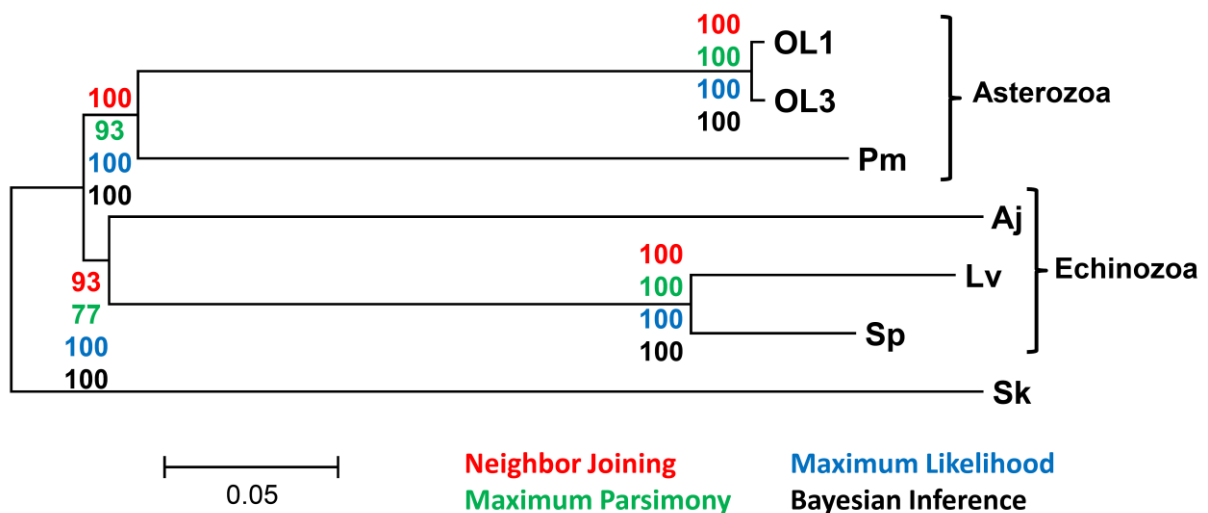 100
100
100
100
OL1
OL3
Asterozoa
100
93
100
100
Pm
Aj
93
77
100
100
100
100
100
100
Lv
Sp
Echinozoa
Sk
0.05
Neighbor Joining Maximum Likelihood
Maximum Parsimony Bayesian Inference